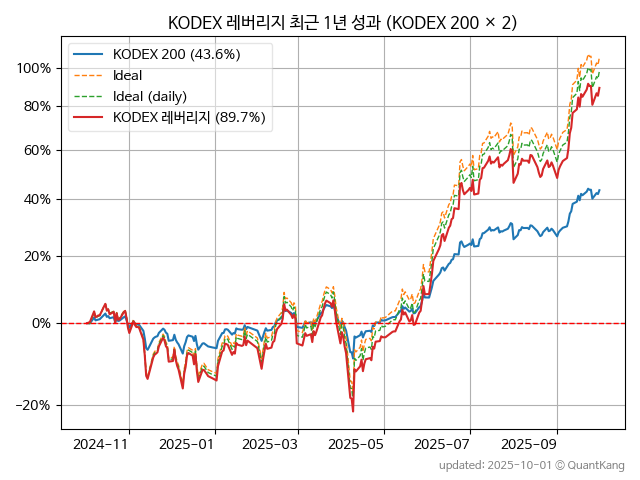 KODEX 레버리지 최근 1년 성과 (KODEX 200 × 2)
KODEX 200 (43.6%)
Ideal
Ideal (daily)
KODEX 레버리지 (89.7%)
100%
80%
60%
40%
20%
0%
−20%
2024-11
2025-01
2025-03
2025-05
2025-07
2025-09
updated: 2025-10-01 © QuantKang